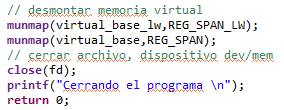 // desmontar memoria virtual
munmap(virtual_base_lw,REG_SPAN_LW);
munmap(virtual_base,REG_SPAN);
// cerrar archivo, dispositivo dev/mem
close(fd);
printf("Cerrando el programa \n");
return 0;